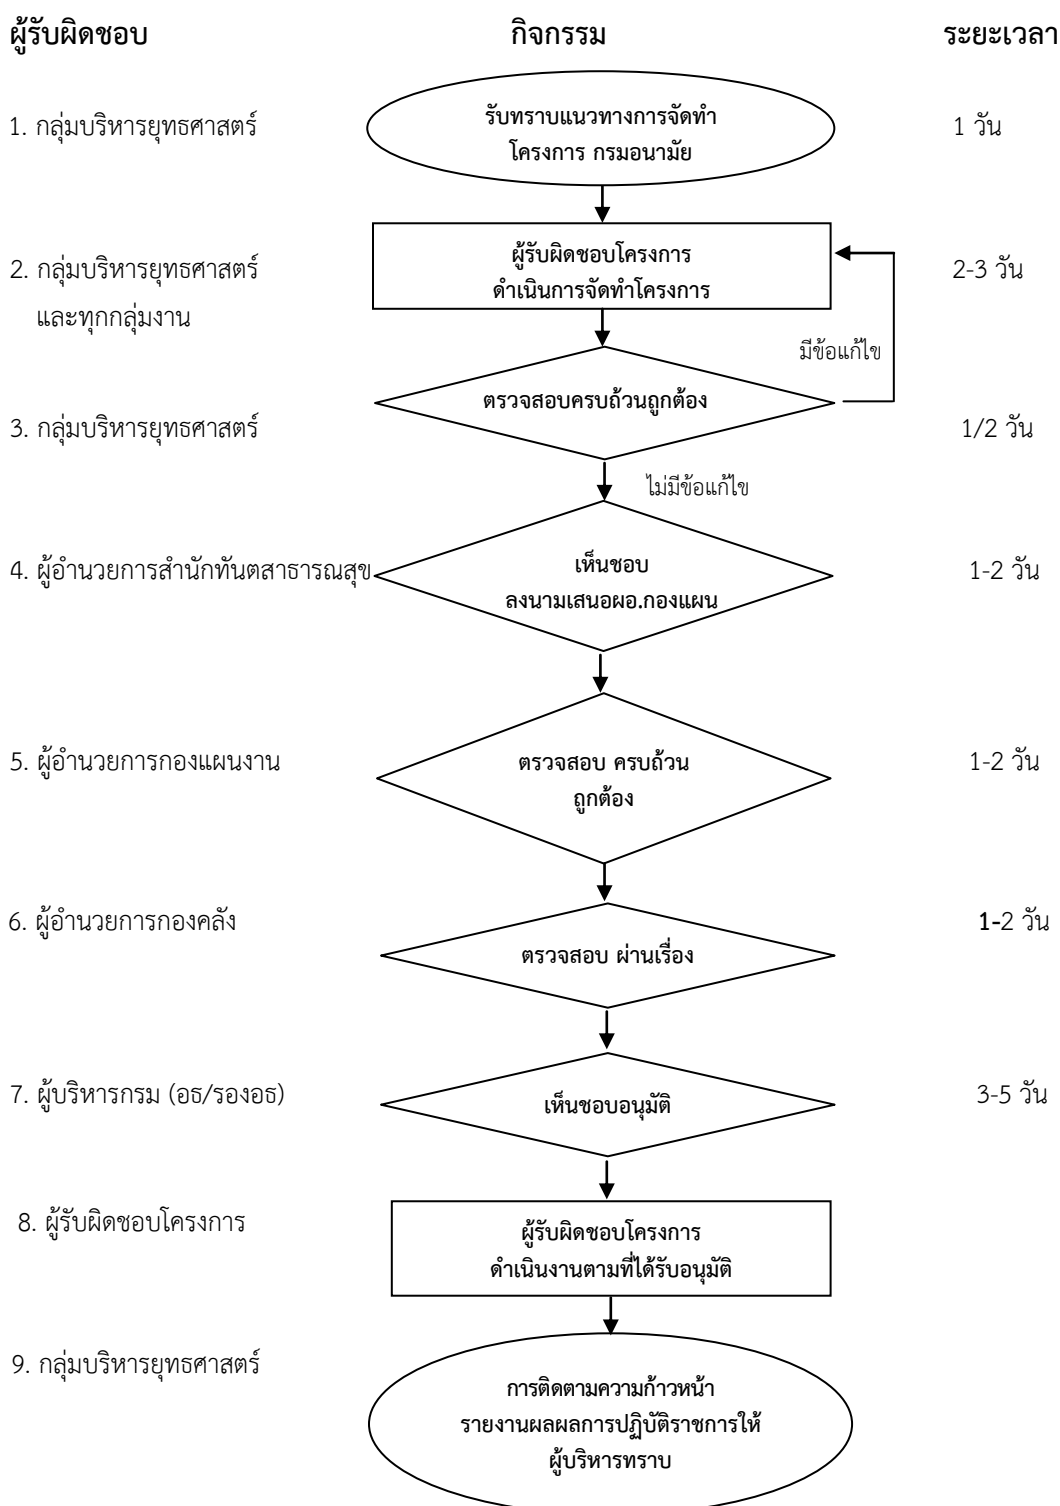 ผู้รับผิดชอบ กิจกรรม ระยะเวลา
1. กลุ่มบริหารยุทธศาสตร์
รับทราบแนวทางการจัดทำ
โครงการ กรมอนามัย
1 วัน
2. กลุ่มบริหารยุทธศาสตร์
และทุกกลุ่มงาน
ผู้รับผิดชอบโครงการ
ดำเนินการจัดทำโครงการ
2-3 วัน
มีข้อแก้ไข
3. กลุ่มบริหารยุทธศาสตร์
ตรวจสอบครบถ้วนถูกต้อง
1/2 วัน
ไม่มีข้อแก้ไข
4. ผู้อำนวยการสำนักทันตสาธารณสุข
เห็นชอบ
ลงนามเสนอผอ.กองแผน
1-2 วัน
5. ผู้อำนวยการกองแผนงาน
ตรวจสอบ ครบถ้วน
ถูกต้อง
1-2 วัน
6. ผู้อำนวยการกองคลัง
ตรวจสอบ ผ่านเรื่อง
1-2 วัน
7. ผู้บริหารกรม (อธ/รองอธ)
เห็นชอบอนุมัติ
3-5 วัน
8. ผู้รับผิดชอบโครงการ
ผู้รับผิดชอบโครงการ
ดำเนินงานตามที่ได้รับอนุมัติ
9. กลุ่มบริหารยุทธศาสตร์
การติดตามความก้าวหน้า
รายงานผลผลการปฏิบัติราชการให้
ผู้บริหารทราบ